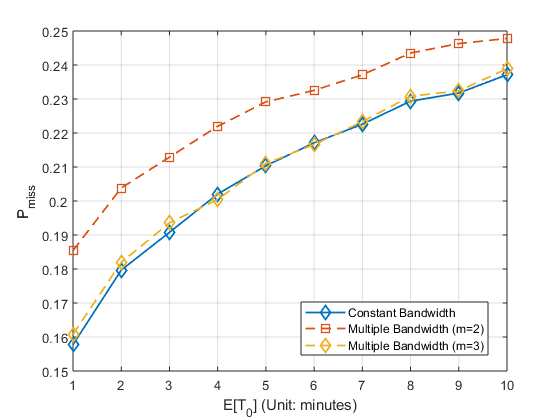 0.25
0.24
0.23
0.22
0.21
0.2
0.19
0.18
0.17
0.16
0.15
P_miss
1 2 3 4 5 6 7 8 9 10
E[T_0] (Unit: minutes)
Constant Bandwidth
Multiple Bandwidth (m=2)
Multiple Bandwidth (m=3)